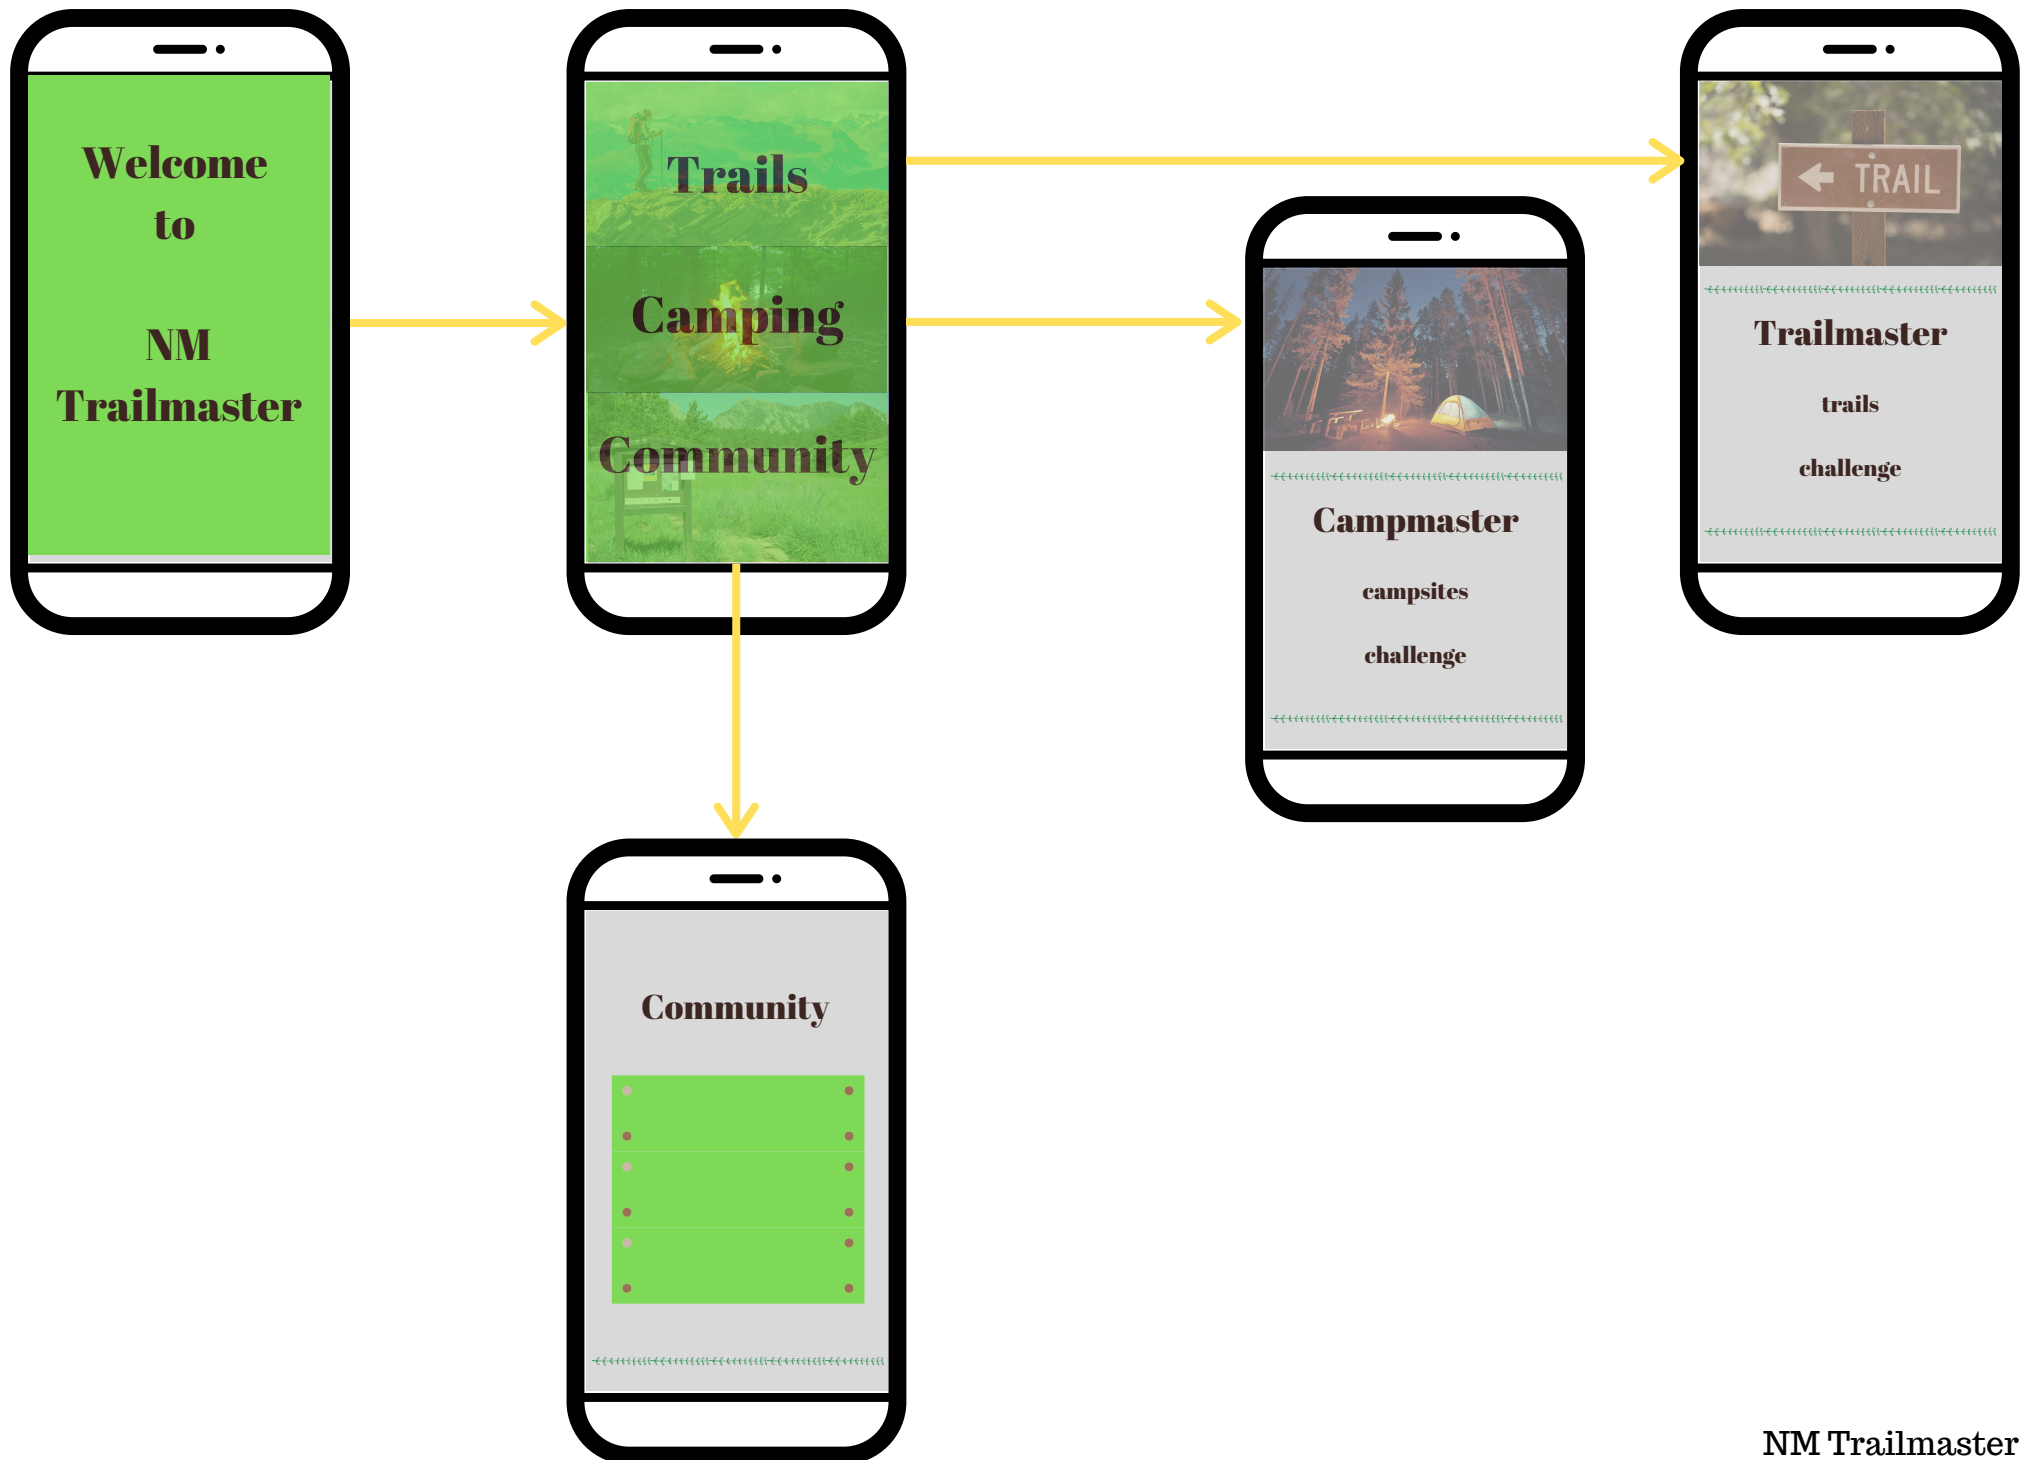 Welcome
to
NM
Trailmaster
Trails
Camping
Community
TRAIL
Trailmaster
trails
challenge
Campmaster
campsites
challenge
Community
NM Trailmaster